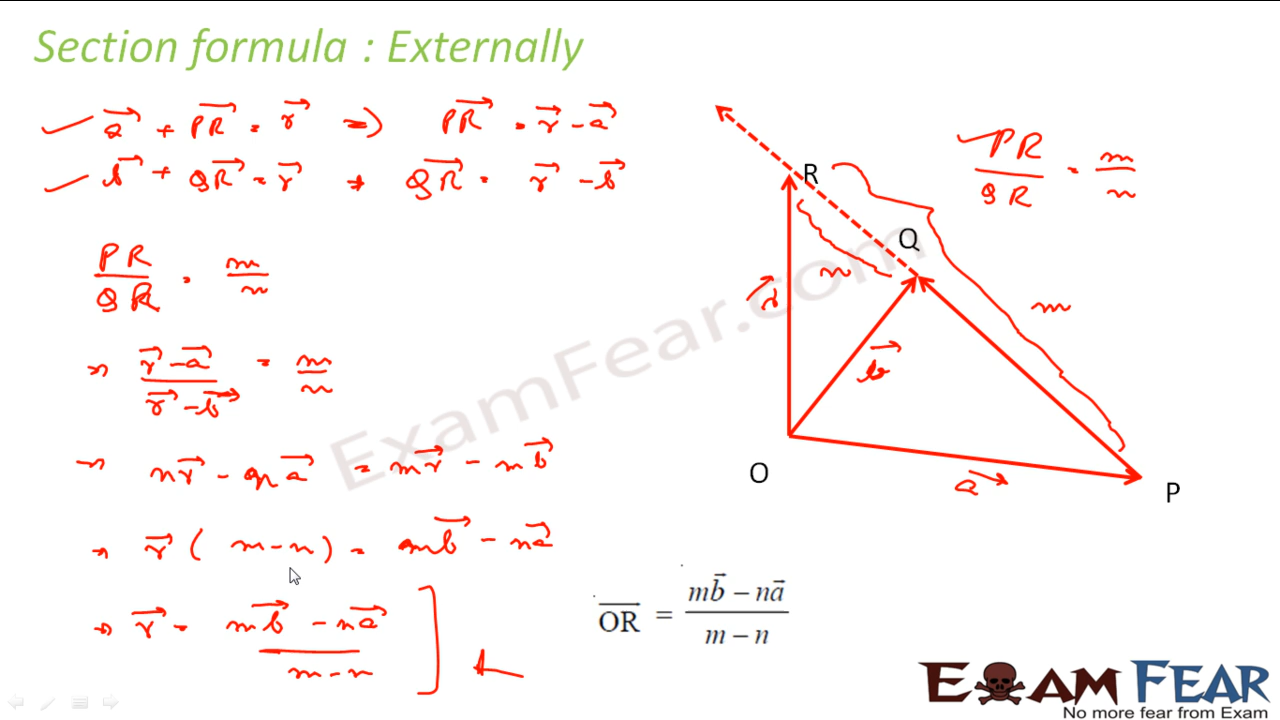 Section formula : Externally
a⃗ + PR⃗ = r⃗ ⇒ PR⃗ = r⃗ - a⃗
b⃗ + QR⃗ = r⃗ ⇒ QR⃗ = r⃗ - b⃗
PR/QR = m/n
⇒ (r⃗ - a⃗)/(r⃗ - b⃗) = m/n
⇒ nr⃗ - na⃗ = mr⃗ - mb⃗
⇒ r⃗ (m-n) = mb⃗ - na⃗
⇒ r⃗ = (mb⃗ - na⃗)/(m-n)
PR/QR = m/n
R
Q
n
m
r⃗
b⃗
O
a⃗
P
OR⃗ = (mb⃗ – na⃗)/(m – n)
ExamFear.com
EXAM FEAR
No more fear from Exam